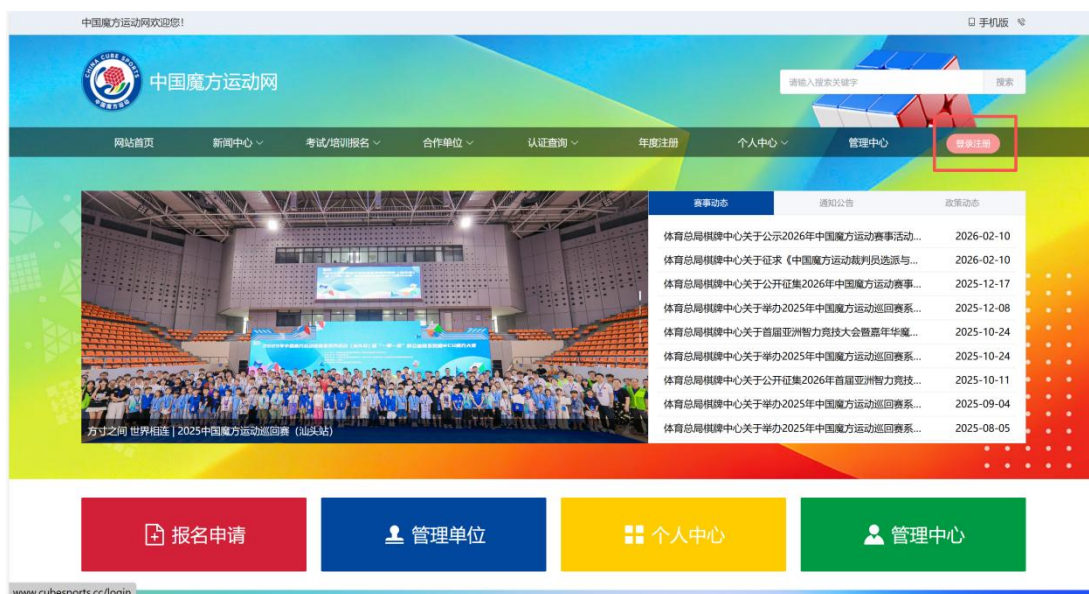 中国魔方运动网欢迎您!
手机版
CHINA CUBE SPORTS
中国魔方运动
中国魔方运动网
请输入搜索关键字
搜索
网站首页
新闻中心
考试/培训报名
合作单位
认证查询
年度注册
个人中心
管理中心
登录注册
赛事动态
通知公告
政策动态
体育总局棋牌中心关于公示2026年中国魔方运动赛事活动... 2026-02-10
体育总局棋牌中心关于征求《中国魔方运动裁判员选派与... 2026-02-10
体育总局棋牌中心关于公开征集2026年中国魔方运动赛事... 2025-12-17
体育总局棋牌中心关于举办2025年中国魔方运动巡回赛系... 2025-12-08
体育总局棋牌中心关于首届亚洲智力竞技大会暨嘉年华魔... 2025-10-24
体育总局棋牌中心关于举办2025年中国魔方运动巡回赛系... 2025-10-24
体育总局棋牌中心关于公开征集2026年首届亚洲智力竞技... 2025-10-11
体育总局棋牌中心关于举办2025年中国魔方运动巡回赛系... 2025-09-04
体育总局棋牌中心关于举办2025年中国魔方运动巡回赛系... 2025-08-05
方寸之间 世界相连 | 2025中国魔方运动巡回赛（汕头站）
报名申请
管理单位
个人中心
管理中心
www.cubesports.cc/login